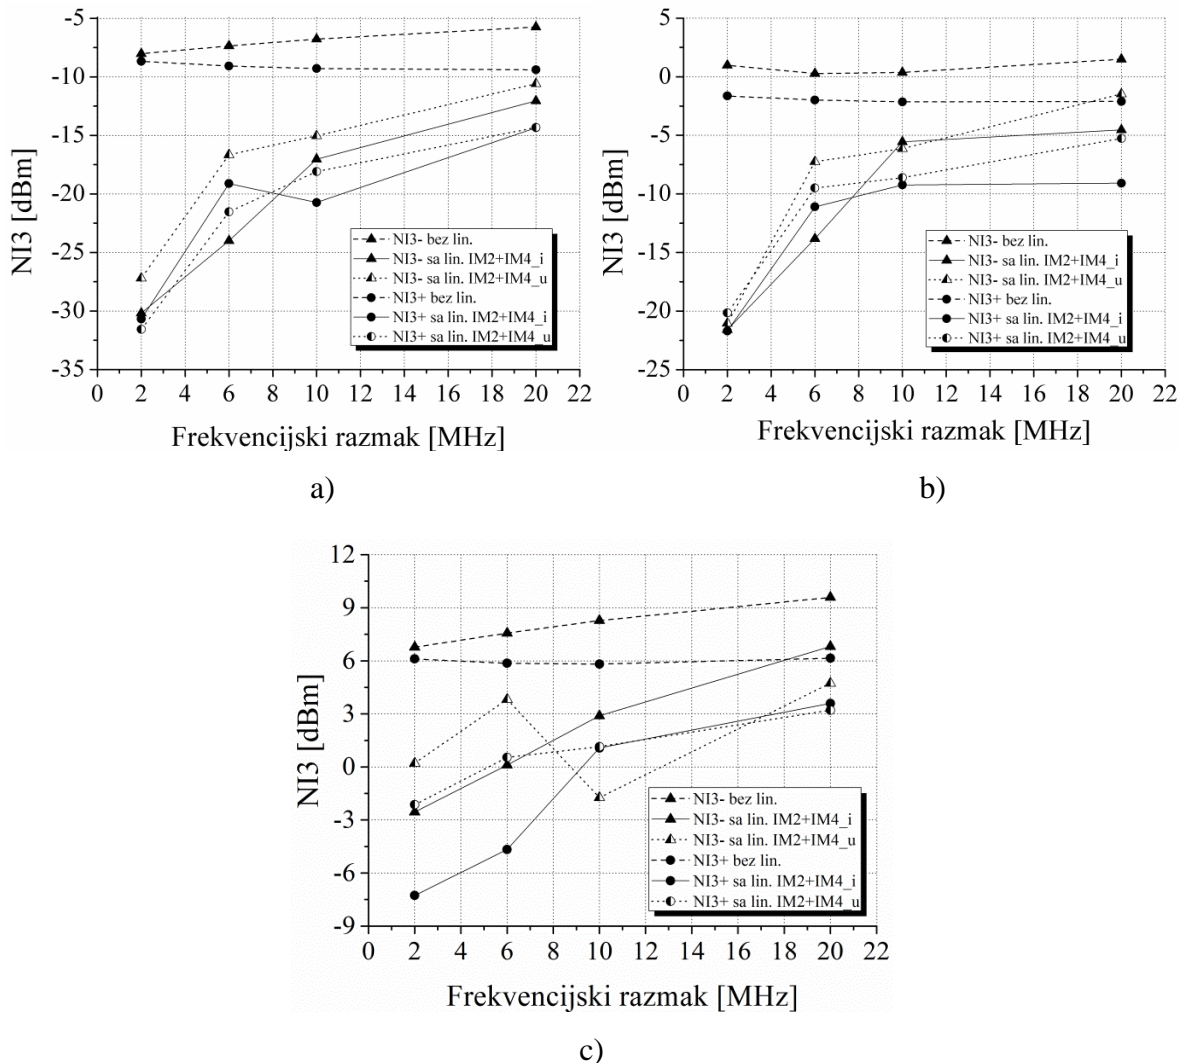 -5
-10
-15
-20
-25
-30
-35
NI3 [dBm]
NI3- bez lin.
NI3- sa lin. IM2+IM4_i
NI3- sa lin. IM2+IM4_u
NI3+ bez lin.
NI3+ sa lin. IM2+IM4_i
NI3+ sa lin. IM2+IM4_u
0 2 4 6 8 10 12 14 16 18 20 22
Frekvencijski razmak [MHz]
a)
5
0
-5
-10
-15
-20
-25
NI3 [dBm]
NI3- bez lin.
NI3- sa lin. IM2+IM4_i
NI3- sa lin. IM2+IM4_u
NI3+ bez lin.
NI3+ sa lin. IM2+IM4_i
NI3+ sa lin. IM2+IM4_u
0 2 4 6 8 10 12 14 16 18 20 22
Frekvencijski razmak [MHz]
b)
12
9
6
3
0
-3
-6
-9
NI3 [dBm]
NI3- bez lin.
NI3- sa lin. IM2+IM4_i
NI3- sa lin. IM2+IM4_u
NI3+ bez lin.
NI3+ sa lin. IM2+IM4_i
NI3+ sa lin. IM2+IM4_u
0 2 4 6 8 10 12 14 16 18 20 22
Frekvencijski razmak [MHz]
c)